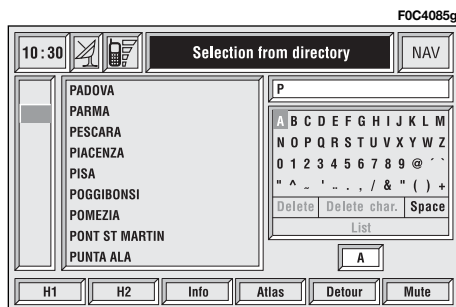 F0C4085g
10:30
Selection from directory
NAV
PADOVA
PARMA
PESCARA
PIACENZA
PISA
POGGIBONSI
POMEZIA
PONT ST MARTIN
PUNTA ALA
P
A B C D E F G H I J K L M
N O P Q R S T U V X Y W Z
0 1 2 3 4 5 6 7 8 9 @ ´ `
" ^ ~ ' .. . , / & " ( ) +
Delete Delete char. Space
List
A
H1 H2 Info Atlas Detour Mute